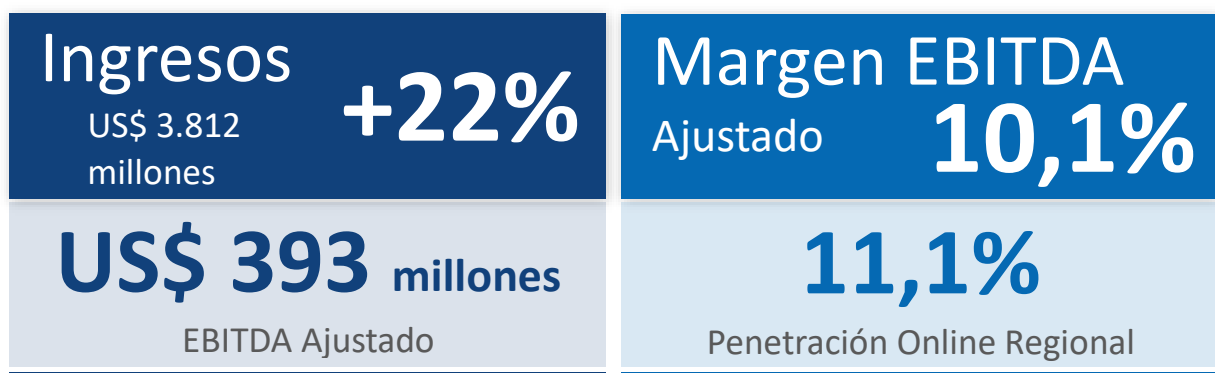 Ingresos
US$ 3.812
millones
+22%
Margen EBITDA
Ajustado
10,1%
US$ 393 millones
EBITDA Ajustado
11,1%
Penetración Online Regional